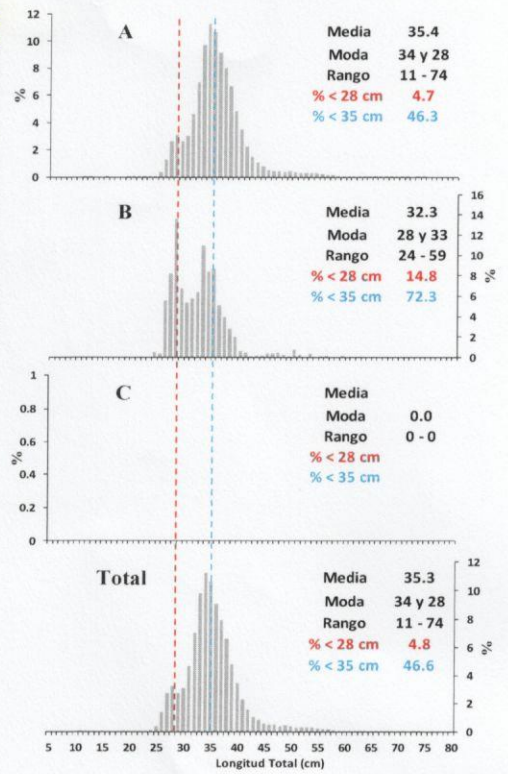 12
10
8
6
4
2
0
%
A
Media 35.4
Moda 34 y 28
Rango 11 - 74
% < 28 cm 4.7
% < 35 cm 46.3
16
14
12
10
8
6
4
2
0
%
B
Media 32.3
Moda 28 y 33
Rango 24 - 59
% < 28 cm 14.8
% < 35 cm 72.3
1
0.8
0.6
0.4
0.2
0
%
C
Media
Moda 0.0
Rango 0 - 0
% < 28 cm
% < 35 cm
12
10
8
6
4
2
0
%
Total
Media 35.3
Moda 34 y 28
Rango 11 - 74
% < 28 cm 4.8
% < 35 cm 46.6
5 10 15 20 25 30 35 40 45 50 55 60 65 70 75 80
Longitud Total (cm)